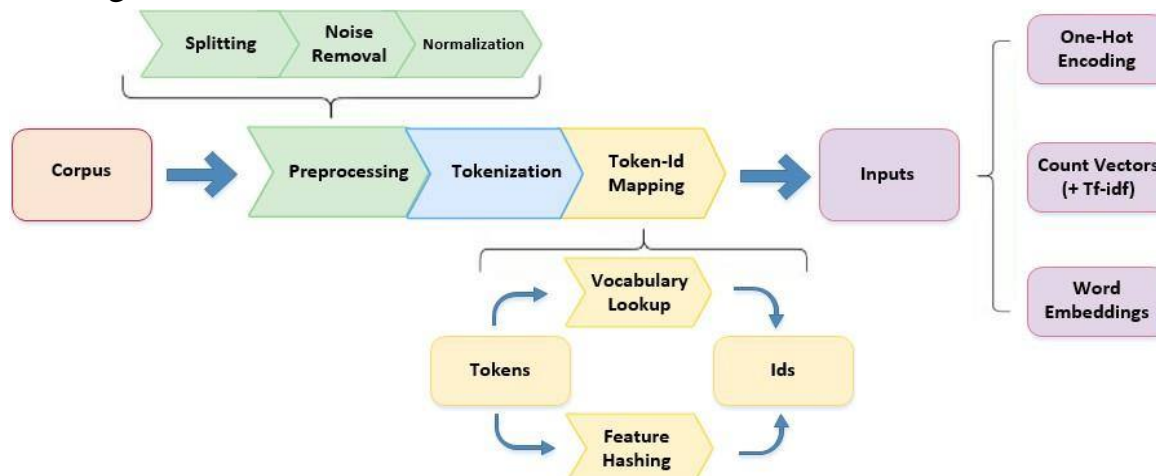 Splitting
Noise
Removal
Normalization
Corpus
Preprocessing
Tokenization
Token-Id
Mapping
Inputs
One-Hot
Encoding
Count Vectors
(+ Tf-idf)
Word
Embeddings
Vocabulary
Lookup
Tokens
Ids
Feature
Hashing